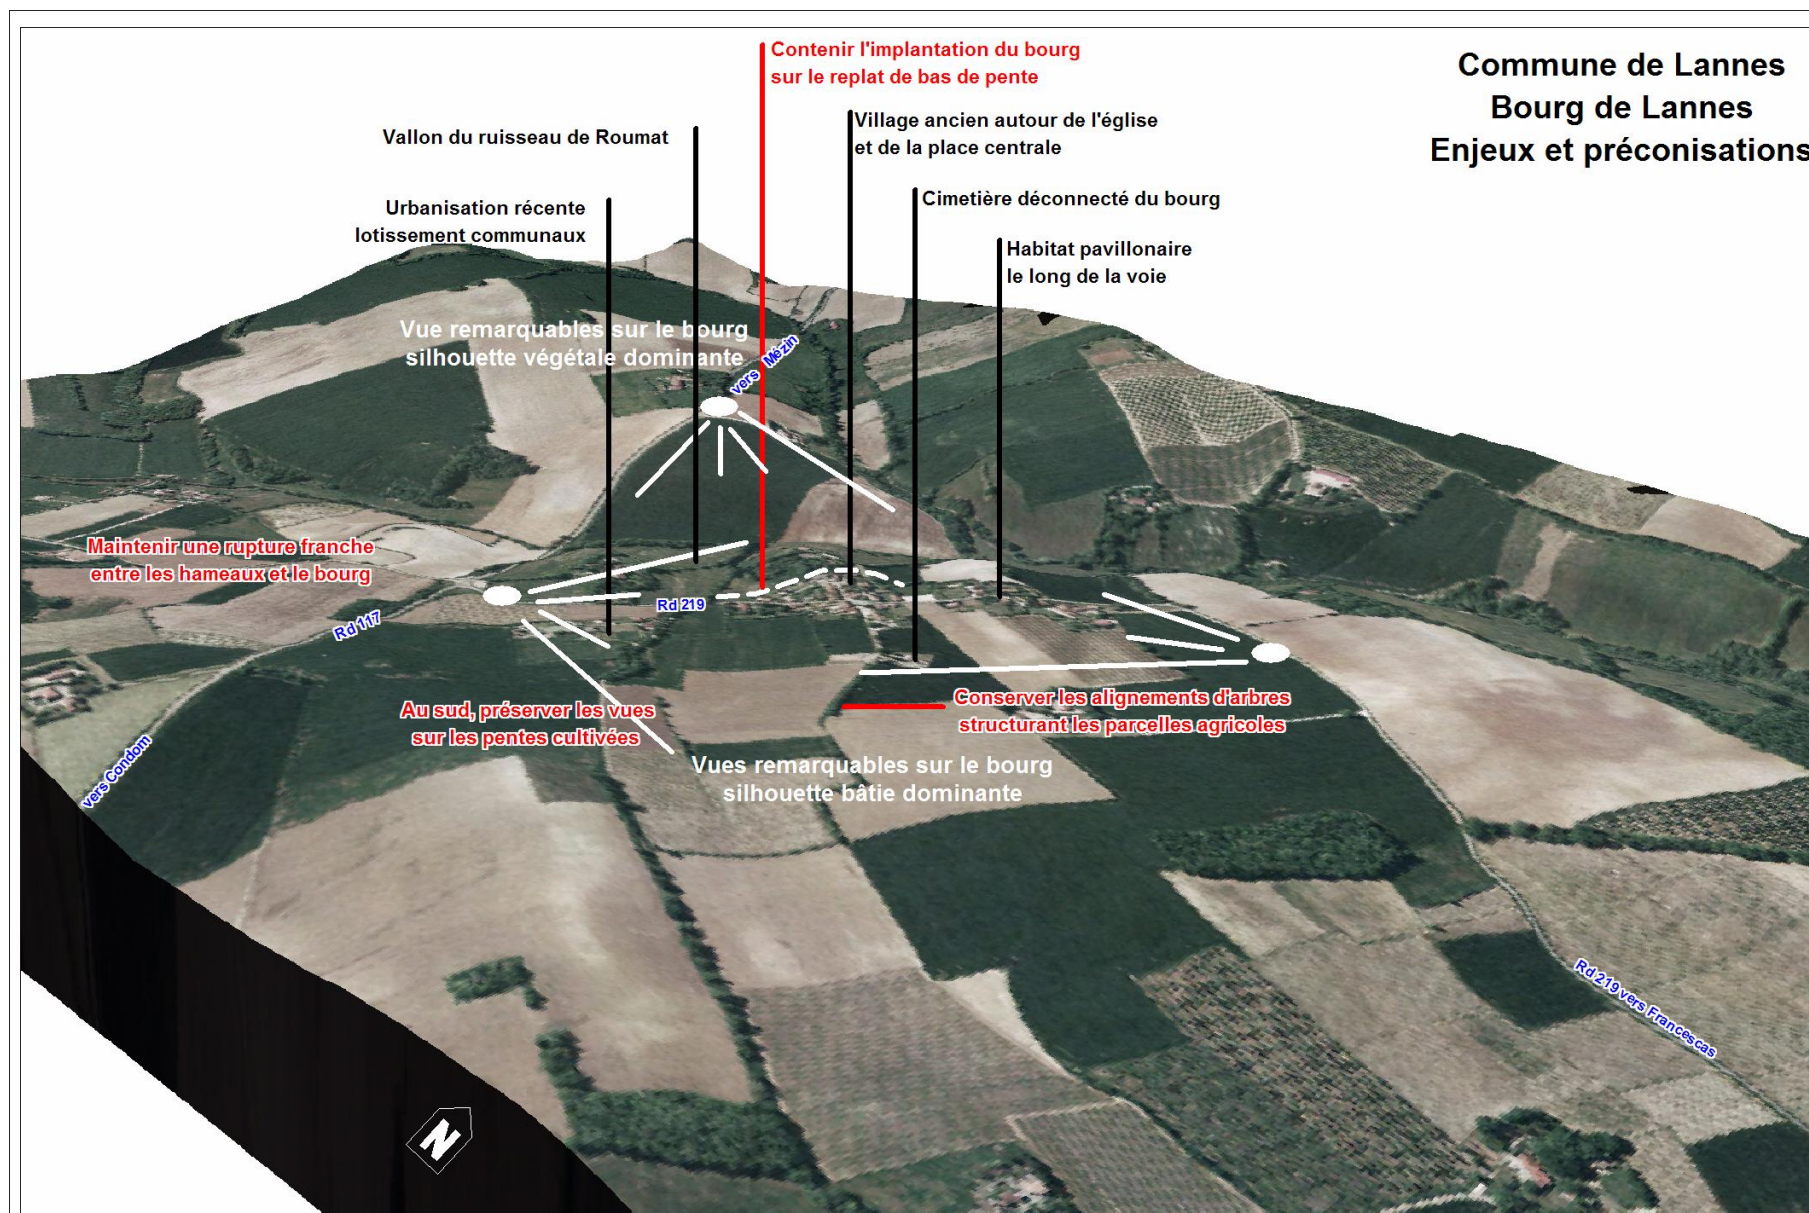 Contenir l'implantation du bourg
sur le replat de bas de pente
Commune de Lannes
Bourg de Lannes
Enjeux et préconisations
Vallon du ruisseau de Roumat
Village ancien autour de l'église
et de la place centrale
Urbanisation récente
lotissement communaux
Cimetière déconnecté du bourg
Habitat pavillonaire
le long de la voie
Vue remarquables sur le bourg
silhouette végétale dominante
vers Mézin
Maintenir une rupture franche
entre les hameaux et le bourg
Rd 219
Rd 117
Au sud, préserver les vues
sur les pentes cultivées
Conserver les alignements d'arbres
structurant les parcelles agricoles
vers Condom
Vues remarquables sur le bourg
silhouette bâtie dominante
Rd 219 vers Francescas
N